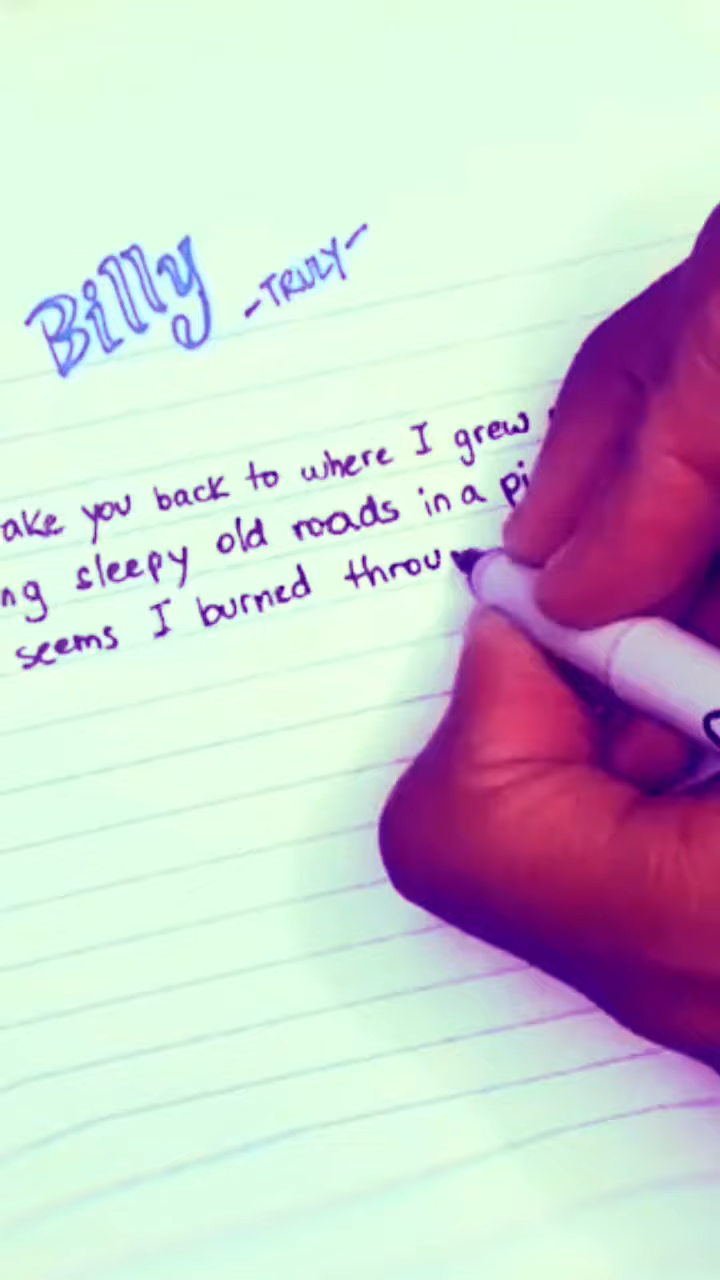 Billy -TRULY-
ake you back to where I grew
ng sleepy old roads in a pi
seems I burned throu